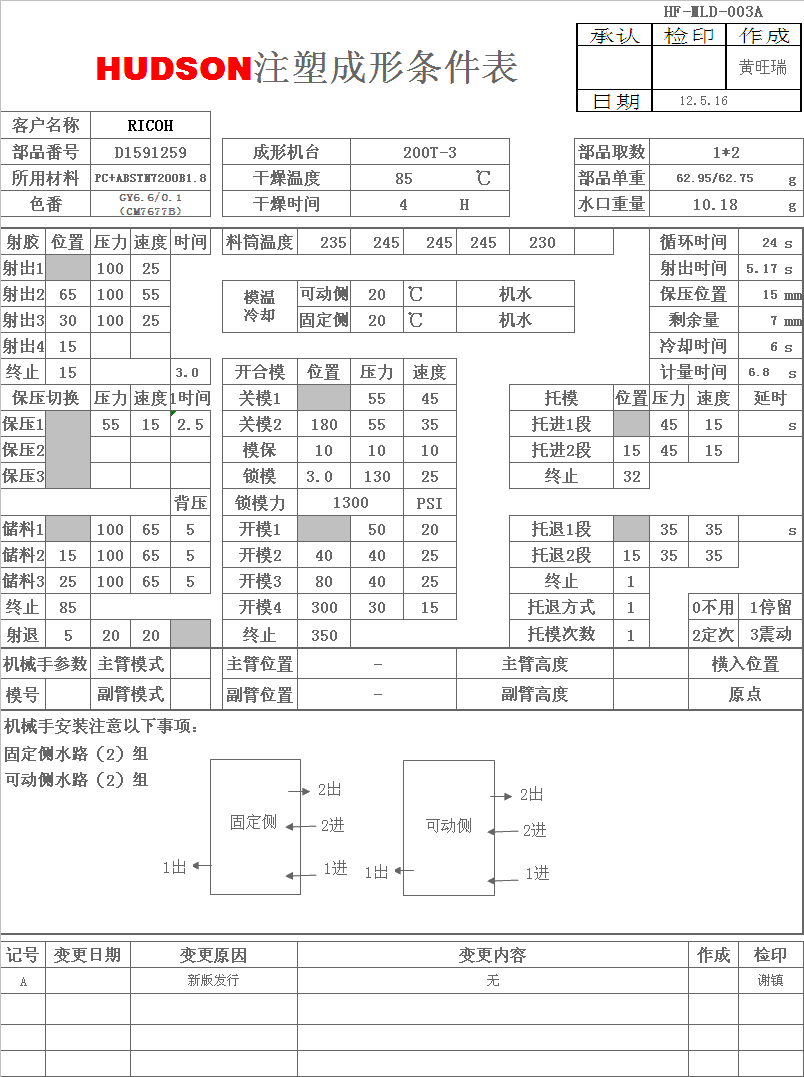 HF-MLD-003A
HUDSON注塑成形条件表
承认 检印 作成
黄旺瑞
日期 12.5.16
客户名称 RICOH
部品番号 D1591259 成形机台 200T-3 部品取数 1*2
所用材料 PC+ABSTN7200B1.8 干燥温度 85 ℃ 部品单重 62.95/62.75 g
色番 GY6.6/0.1 (CM7677B) 干燥时间 4 H 水口重量 10.18 g
射胶 位置 压力 速度 时间 料筒温度 235 245 245 245 230 循环时间 24 s
射出1 100 25 射出时间 5.17 s
射出2 65 100 55 模温冷却 可动侧 20 ℃ 机水 保压位置 15 mm
射出3 30 100 25 固定侧 20 ℃ 机水 剩余量 7 mm
射出4 15 冷却时间 6 s
终止 15 3.0 开合模 位置 压力 速度 计量时间 6.8 s
保压切换 压力 速度 1时间 关模1 55 45 托模 位置 压力 速度 延时
保压1 55 15 2.5 关模2 180 55 35 托进1段 45 15 s
保压2 模保 10 10 10 托进2段 15 45 15
保压3 锁模 3.0 130 25 终止 32
背压 锁模力 1300 PSI
储料1 100 65 5 开模1 50 20 托退1段 35 35 s
储料2 15 100 65 5 开模2 40 40 25 托退2段 15 35 35
储料3 25 100 65 5 开模3 80 40 25 终止 1
终止 85 开模4 300 30 15 托退方式 1 0不用 1停留
射退 5 20 20 终止 350 托模次数 1 2定次 3震动
机械手参数 主臂模式 主臂位置 - 主臂高度 横入位置
模号 副臂模式 副臂位置 - 副臂高度 原点
机械手安装注意以下事项:
固定侧水路（2）组
可动侧水路（2）组
2出 2出
固定侧 2进 可动侧 2进
1出 1进 1出 1进
记号 变更日期 变更原因 变更内容 作成 检印
A 新版发行 无 谢镇